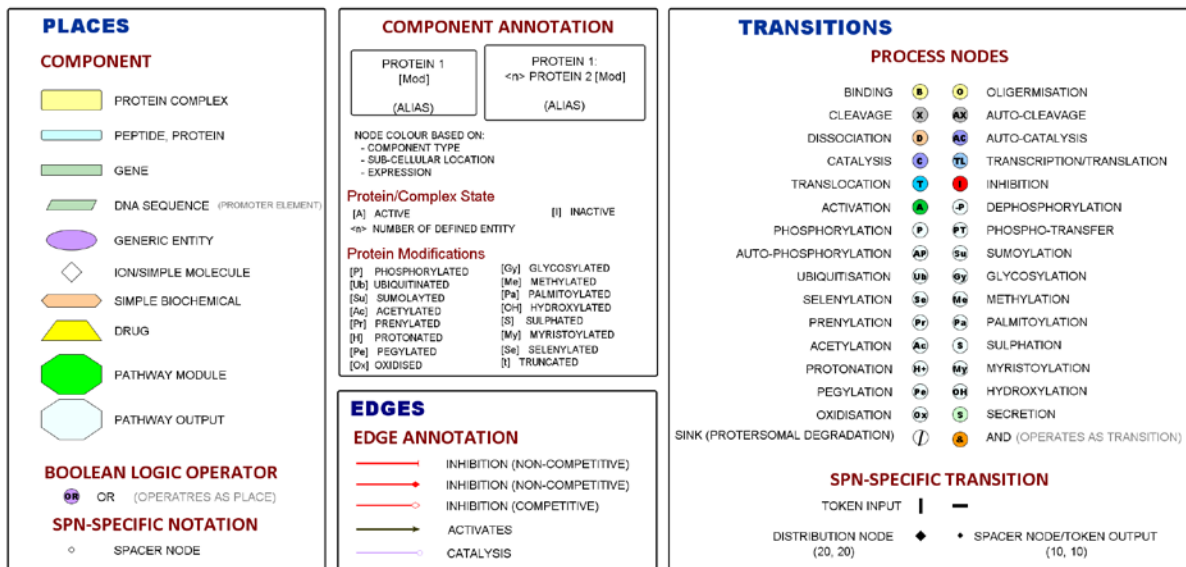 PLACES
COMPONENT
PROTEIN COMPLEX
PEPTIDE, PROTEIN
GENE
DNA SEQUENCE (PROMOTER ELEMENT)
GENERIC ENTITY
ION/SIMPLE MOLECULE
SIMPLE BIOCHEMICAL
DRUG
PATHWAY MODULE
PATHWAY OUTPUT
BOOLEAN LOGIC OPERATOR
OR OR (OPERATRES AS PLACE)
SPN-SPECIFIC NOTATION
SPACER NODE
COMPONENT ANNOTATION
PROTEIN 1
[Mod]
(ALIAS)
PROTEIN 1:
<n> PROTEIN 2 [Mod]
(ALIAS)
NODE COLOUR BASED ON:
- COMPONENT TYPE
- SUB-CELLULAR LOCATION
- EXPRESSION
Protein/Complex State
[A] ACTIVE [I] INACTIVE
<n> NUMBER OF DEFINED ENTITY
Protein Modifications
[P] PHOSPHORYLATED
[Ub] UBIQUITINATED
[Su] SUMOLAYTED
[Ac] ACETYLATED
[Pr] PRENYLATED
[H] PROTONATED
[Pe] PEGYLATED
[Ox] OXIDISED
[Gy] GLYCOSYLATED
[Me] METHYLATED
[Pa] PALMITOYLATED
[OH] HYDROXYLATED
[S] SULPHATED
[My] MYRISTOYLATED
[Se] SELENYLATED
[t] TRUNCATED
EDGES
EDGE ANNOTATION
INHIBITION (NON-COMPETITIVE)
INHIBITION (NON-COMPETITIVE)
INHIBITION (COMPETITIVE)
ACTIVATES
CATALYSIS
TRANSITIONS
PROCESS NODES
BINDING B O OLIGERMISATION
CLEAVAGE X AX AUTO-CLEAVAGE
DISSOCIATION D AC AUTO-CATALYSIS
CATALYSIS C TL TRANSCRIPTION/TRANSLATION
TRANSLOCATION T I INHIBITION
ACTIVATION A -P DEPHOSPHORYLATION
PHOSPHORYLATION P PT PHOSPHO-TRANSFER
AUTO-PHOSPHORYLATION AP Su SUMOYLATION
UBIQUITISATION Ub Gy GLYCOSYLATION
SELENYLATION Se Me METHYLATION
PRENYLATION Pr Pa PALMITOYLATION
ACETYLATION Ac S SULPHATION
PROTONATION H+ My MYRISTOYLATION
PEGYLATION Pe OH HYDROXYLATION
OXIDISATION Ox S SECRETION
SINK (PROTERSOMAL DEGRADATION) & AND (OPERATES AS TRANSITION)
SPN-SPECIFIC TRANSITION
TOKEN INPUT
DISTRIBUTION NODE
(20, 20)
SPACER NODE/TOKEN OUTPUT
(10, 10)